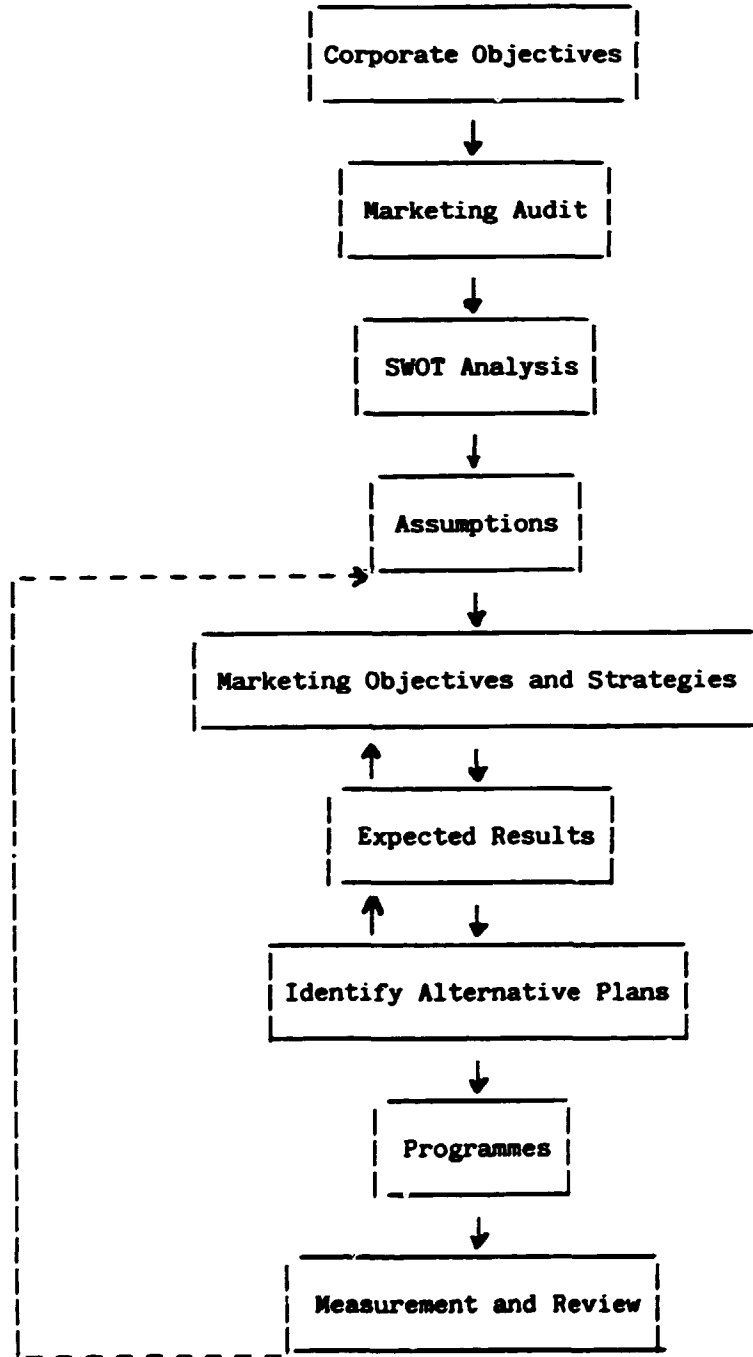 Corporate Objectives
Marketing Audit
SWOT Analysis
Assumptions
Marketing Objectives and Strategies
Expected Results
Identify Alternative Plans
Programmes
Measurement and Review